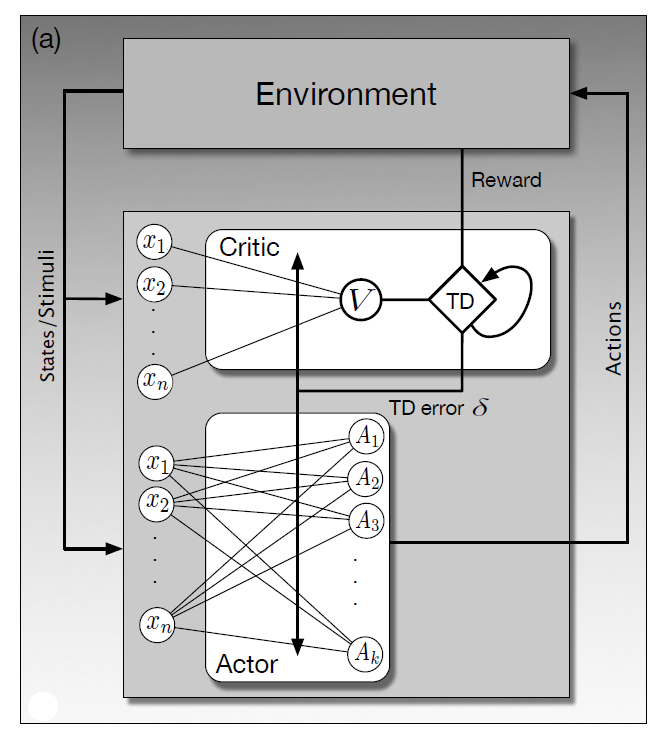 (a)
Environment
Reward
States/Stimuli
Actions
Critic
x1
x2
.
.
.
xn
V
TD
TD error δ
x1
x2
.
.
.
xn
A1
A2
A3
.
.
.
Ak
Actor